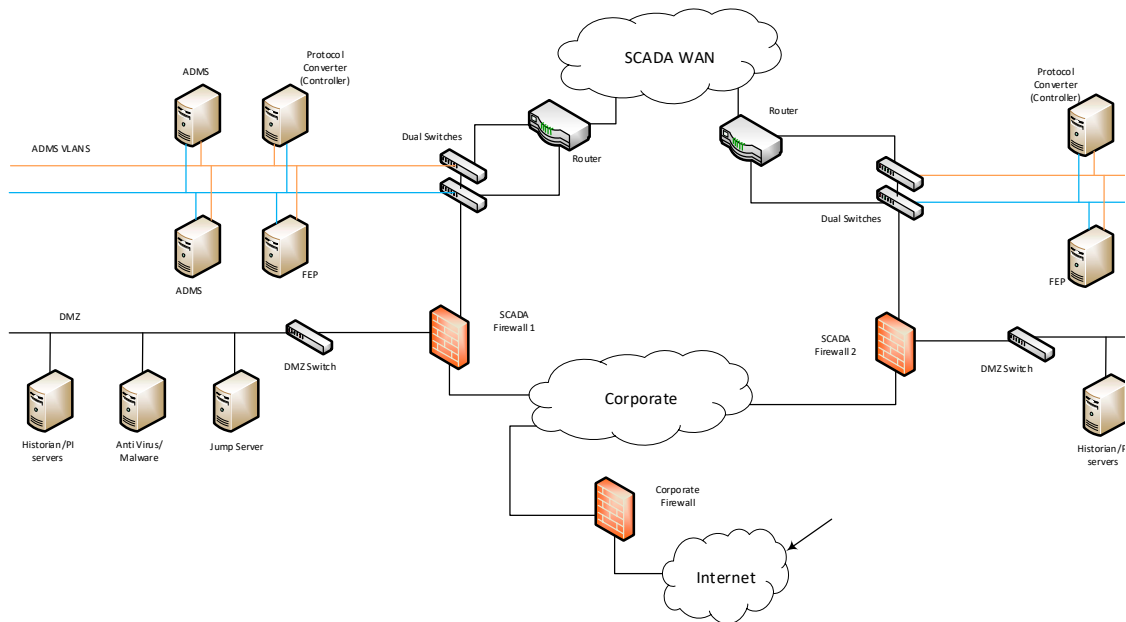 SCADA WAN
ADMS
Protocol
Converter
(Controller)
Protocol
Converter
(Controller)
Router
Dual Switches
Router
ADMS VLANS
Dual Switches
FEP
ADMS
FEP
DMZ
SCADA
Firewall 1
SCADA
Firewall 2
DMZ Switch
DMZ Switch
Corporate
Historian/PI
servers
Anti Virus/
Malware
Jump Server
Historian/P
servers
Corporate
Firewall
Internet